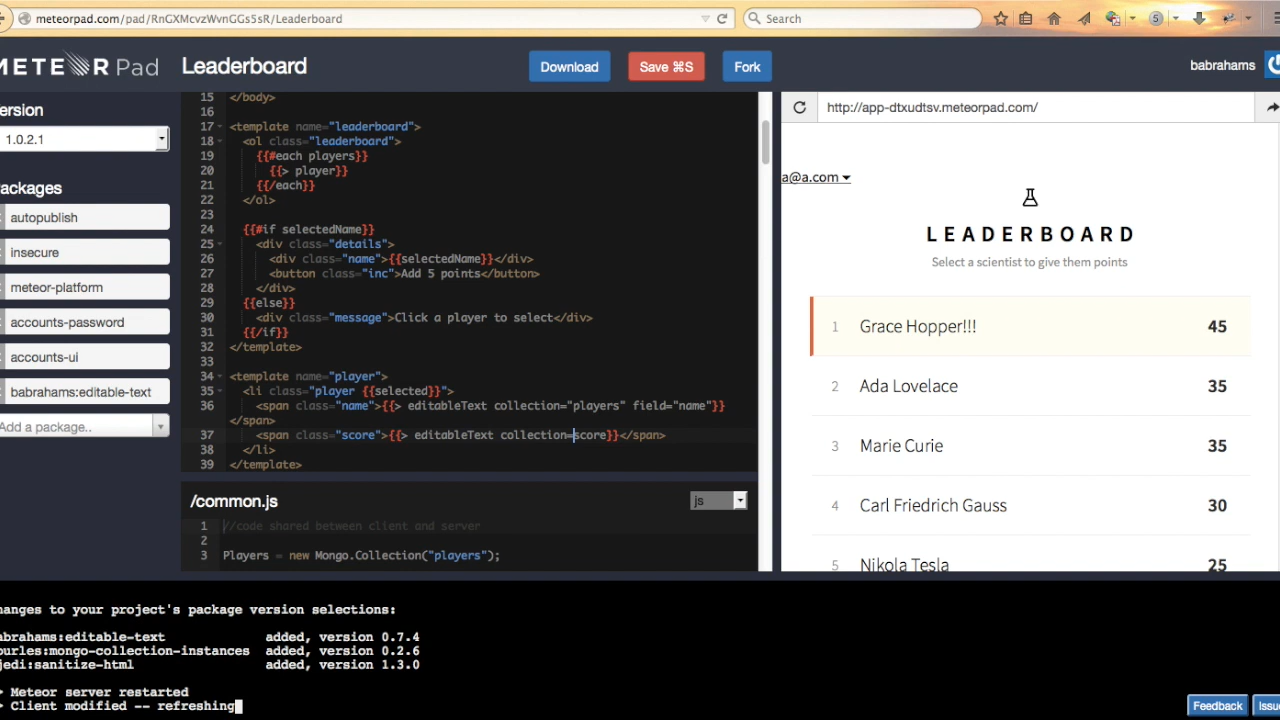 meteorpad.com/pad/RnGXMcvzWvnGGs5sR/Leaderboard
Search
5
METEOR Pad
Leaderboard
Download
Save ⌘S
Fork
babrahams
ersion
1.0.2.1
Packages
autopublish
insecure
meteor-platform
accounts-password
accounts-ui
babrahams:editable-text
Add a package..
15 </body>
16
17 <template name="leaderboard">
18 <ol class="leaderboard">
19 {{#each players}}
20 {{> player}}
21 {{/each}}
22 </ol>
23
24 {{#if selectedName}}
25 <div class="details">
26 <div class="name">{{selectedName}}</div>
27 <button class="inc">Add 5 points</button>
28 </div>
29 {{else}}
30 <div class="message">Click a player to select</div>
31 {{/if}}
32 </template>
33
34 <template name="player">
35 <li class="player {{selected}}">
36 <span class="name">{{> editableText collection="players" field="name"}}
</span>
37 <span class="score">{{> editableText collection=score}}</span>
38 </li>
39 </template>
/common.js
js
1 //code shared between client and server
2
3 Players = new Mongo.Collection("players");
http://app-dtxudtsv.meteorpad.com/
a@a.com
LEADERBOARD
Select a scientist to give them points
1 Grace Hopper!!! 45
2 Ada Lovelace 35
3 Marie Curie 35
4 Carl Friedrich Gauss 30
5 Nikola Tesla 25
hanges to your project's package version selections:
abrahams:editable-text added, version 0.7.4
ourles:mongo-collection-instances added, version 0.2.6
jedi:sanitize-html added, version 1.3.0
> Meteor server restarted
> Client modified -- refreshing
Feedback
Issu